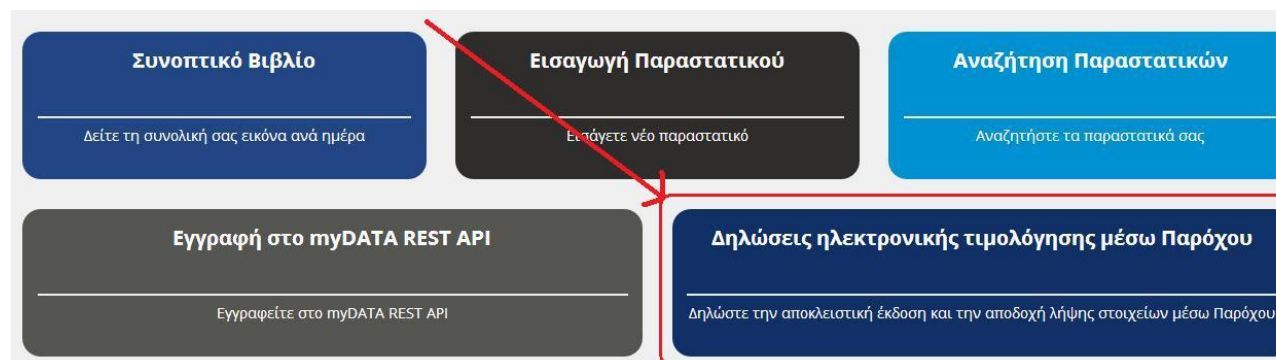 Συνοπτικό Βιβλίο
Δείτε τη συνολική σας εικόνα ανά ημέρα
Εισαγωγή Παραστατικού
Εισάγετε νέο παραστατικό
Αναζήτηση Παραστατικών
Αναζητήστε τα παραστατικά σας
Εγγραφή στο myDATA REST API
Εγγραφείτε στο myDATA REST API
Δηλώσεις ηλεκτρονικής τιμολόγησης μέσω Παρόχου
Δηλώστε την αποκλειστική έκδοση και την αποδοχή λήψης στοιχείων μέσω Παρόχου